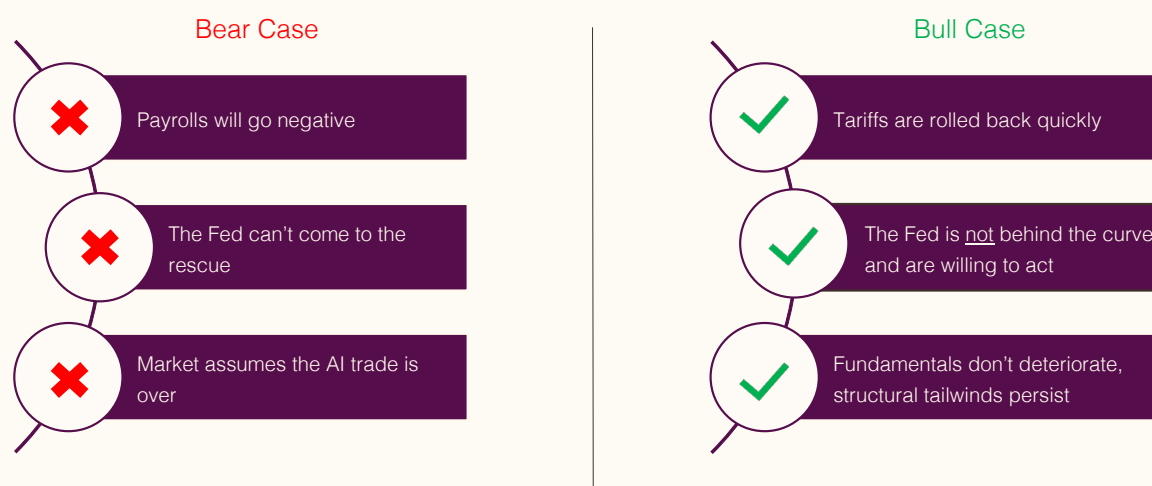 Bear Case
Payrolls will go negative
The Fed can't come to the
rescue
Market assumes the AI trade is
over
Bull Case
Tariffs are rolled back quickly
The Fed is not behind the curve
and are willing to act
Fundamentals don't deteriorate,
structural tailwinds persist